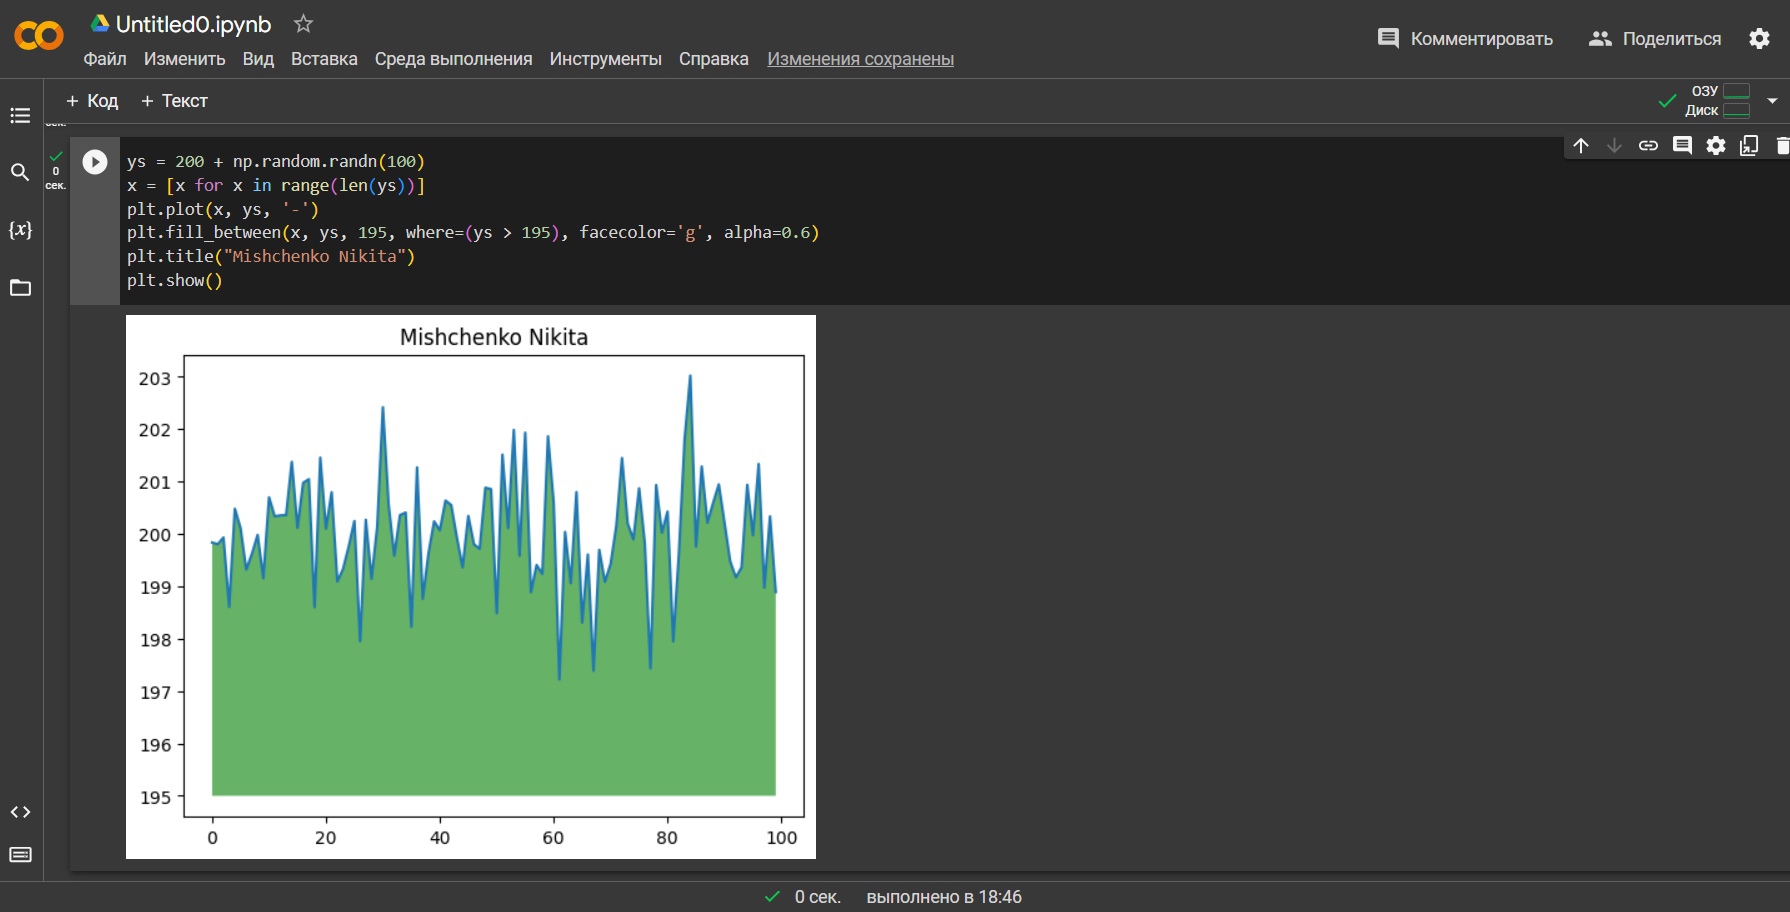 Untitled0.ipynb
Комментировать
Поделиться
Файл Изменить Вид Вставка Среда выполнения Инструменты Справка Изменения сохранены
+ Код + Текст
ОЗУ
Диск
{x}
0
сек.
ys = 200 + np.random.randn(100)
x = [x for x in range(len(ys))]
plt.plot(x, ys, '-')
plt.fill_between(x, ys, 195, where=(ys > 195), facecolor='g', alpha=0.6)
plt.title("Mishchenko Nikita")
plt.show()
Mishchenko Nikita
203
202
201
200
199
198
197
196
195
0 20 40 60 80 100
0 сек. выполнено в 18:46